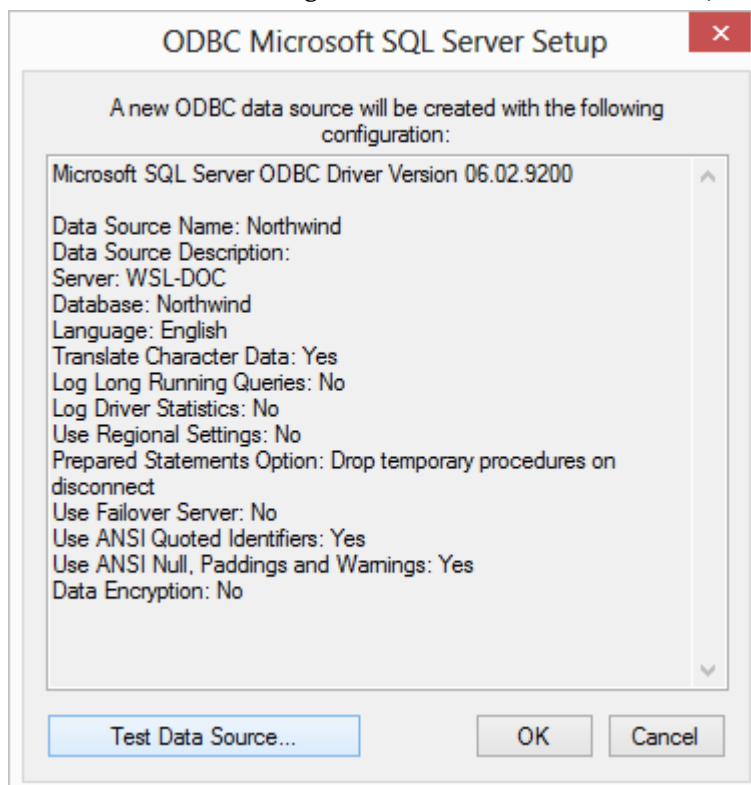 ODBC Microsoft SQL Server Setup
A new ODBC data source will be created with the following
configuration:
Microsoft SQL Server ODBC Driver Version 06.02.9200
Data Source Name: Northwind
Data Source Description:
Server: WSL-DOC
Database: Northwind
Language: English
Translate Character Data: Yes
Log Long Running Queries: No
Log Driver Statistics: No
Use Regional Settings: No
Prepared Statements Option: Drop temporary procedures on
disconnect
Use Failover Server: No
Use ANSI Quoted Identifiers: Yes
Use ANSI Null, Paddings and Warnings: Yes
Data Encryption: No
Test Data Source...
OK
Cancel